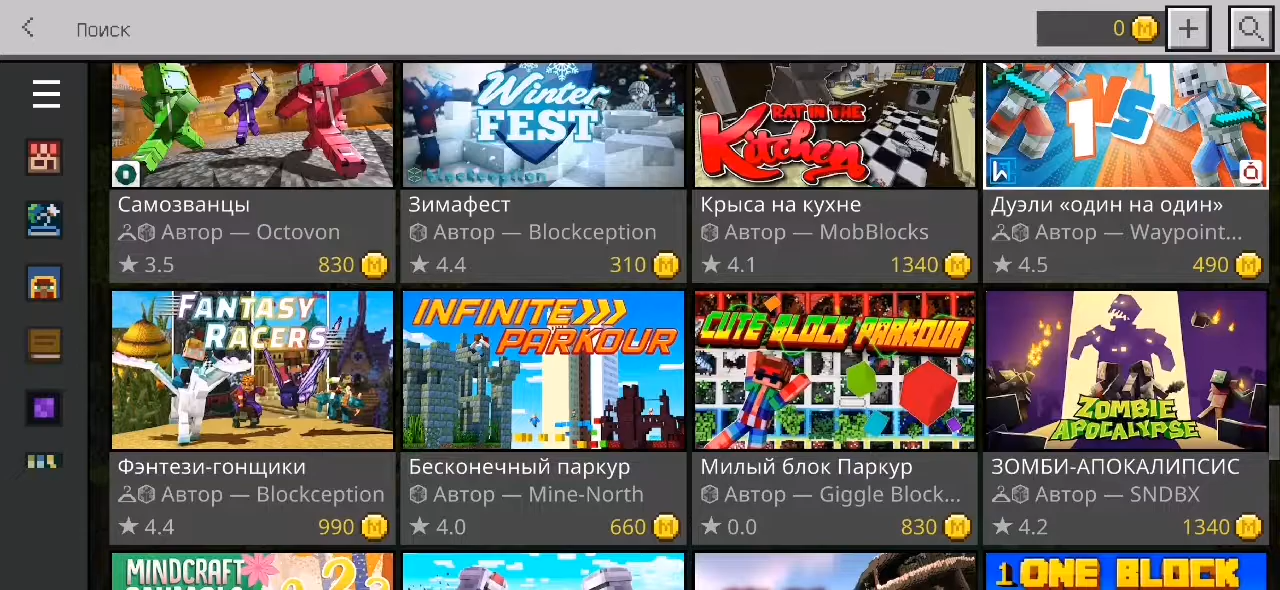 Поиск
0
Winter
FEST
Blockception
RAT IN THE
Kitchen
1 VS 1
Самозванцы
Автор — Octovon
3.5 830
Зимафест
Автор — Blockception
4.4 310
Крыса на кухне
Автор — MobBlocks
4.1 1340
Дуэли «один на один»
Автор — Waypoint...
4.5 490
FANTASY
RACERS
INFINITE
PARKOUR
CUTE BLOCK PARKOUR
ZOMBIE
APOCALYPSE
Фэнтези-гонщики
Автор — Blockception
4.4 990
Бесконечный паркур
Автор — Mine-North
4.0 660
Милый блок Паркур
Автор — Giggle Block...
0.0 830
ЗОМБИ-АПОКАЛИПСИС
Автор — SNDBX
4.2 1340
MINDCRAFT
1 ONE BLOCK